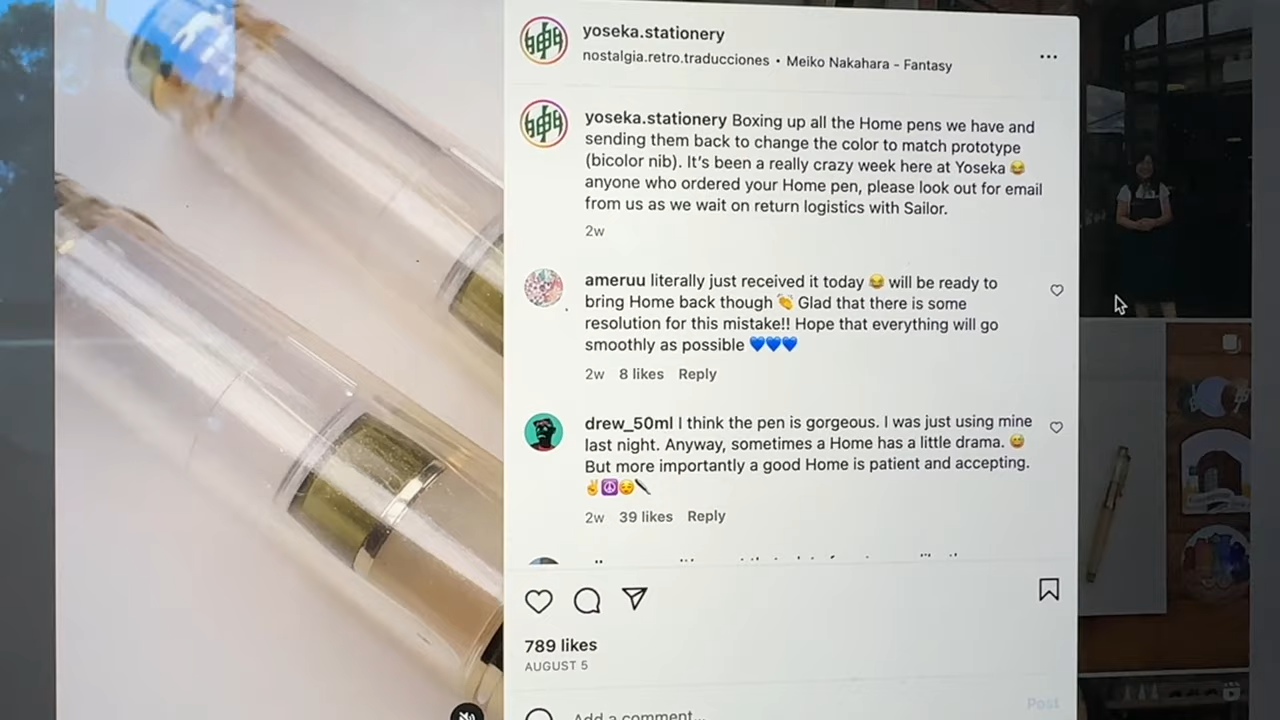 yoseka.stationery
nostalgia.retro.traducciones • Meiko Nakahara - Fantasy
yoseka.stationery Boxing up all the Home pens we have and
sending them back to change the color to match prototype
(bicolor nib). It's been a really crazy week here at Yoseka 😂
anyone who ordered your Home pen, please look out for email
from us as we wait on return logistics with Sailor.
2w
ameruu literally just received it today 😂 will be ready to
bring Home back though 👏 Glad that there is some
resolution for this mistake!! Hope that everything will go
smoothly as possible 💙💙💙
2w 8 likes Reply
drew_50ml I think the pen is gorgeous. I was just using mine
last night. Anyway, sometimes a Home has a little drama. 😅
But more importantly a good Home is patient and accepting.
✌️☮️😌✒️
2w 39 likes Reply
789 likes
AUGUST 5
Add a comment...
Post